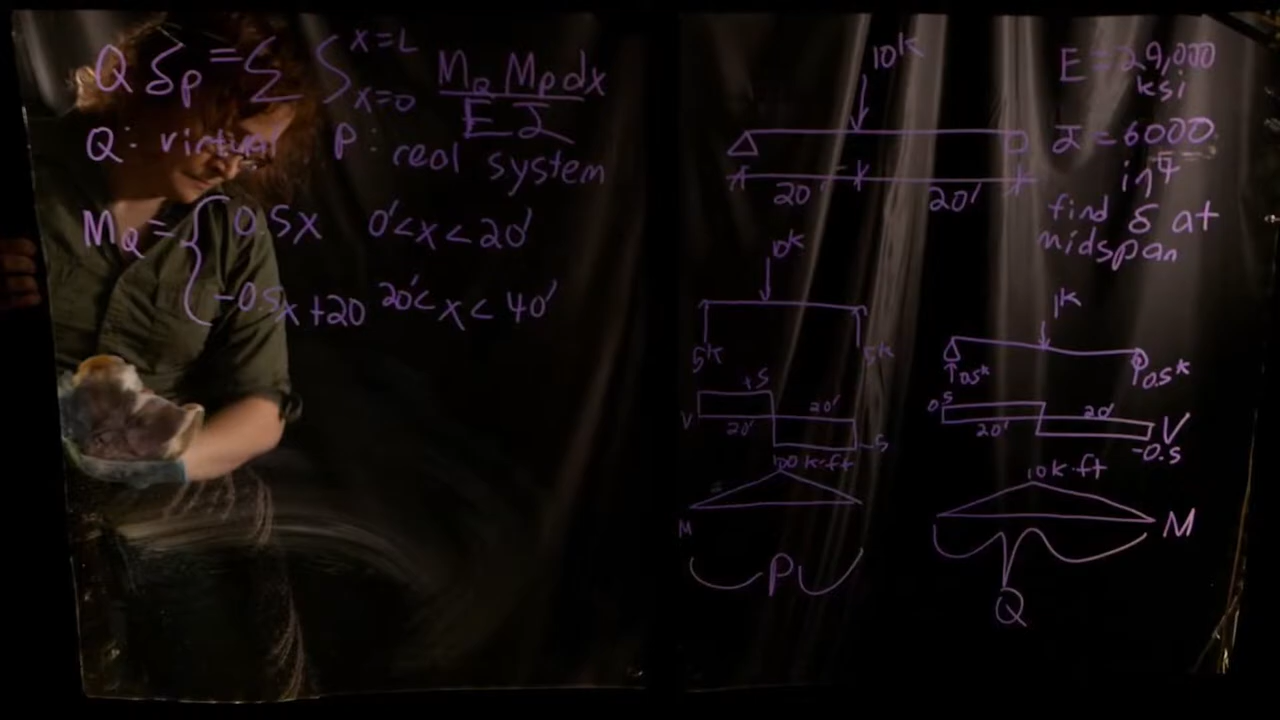 Q δp = Σ ∫ x=L x=0 MQ Mp dx / E I
Q: virtual P: real system
MQ = { 0.5x 0'<x<20'
-0.5x+20 20'<x<40'
10k
20' 20'
E = 29,000
ksi
I = 6000
in4
find δ at
midspan
10k
5k 5k
+5
20'
V 20' -5
100 k·ft
M
P
1k
0.5k 0.5k
0.5
20'
20' V
-0.5
10k·ft
M
Q